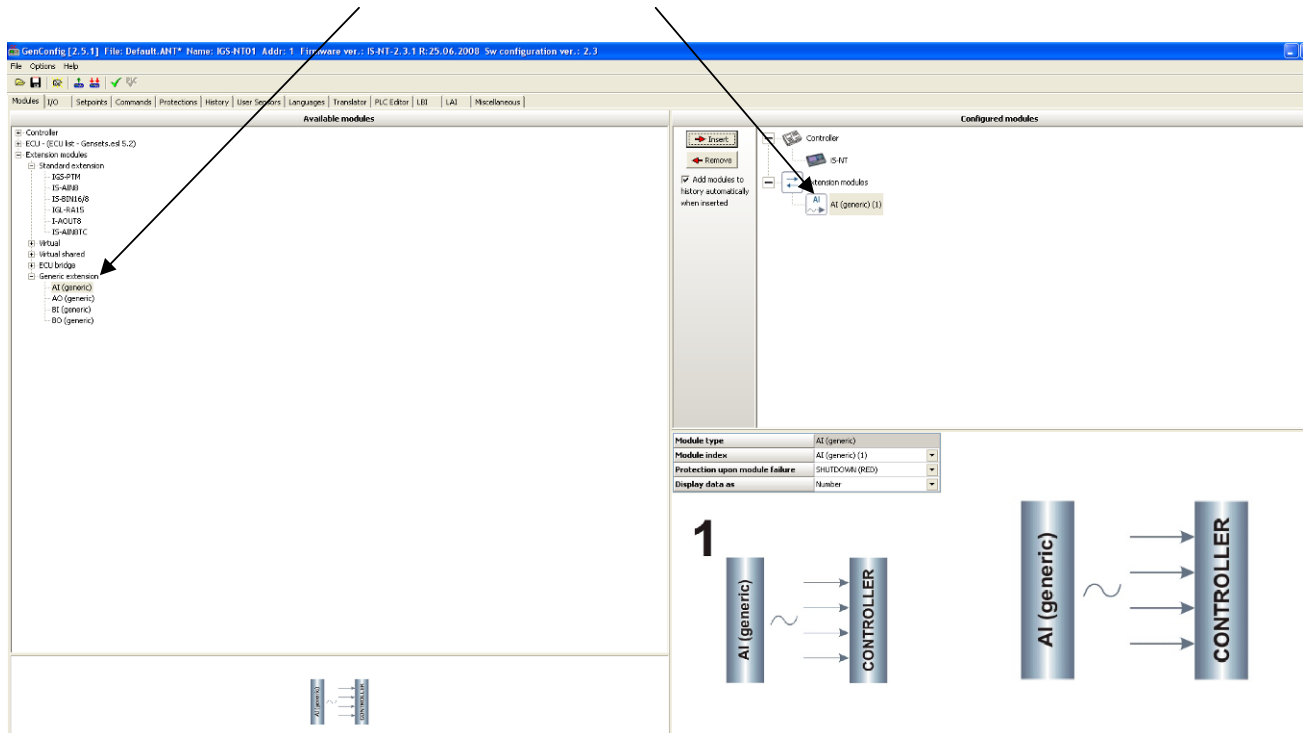 GenConfig [2.5.1] File: Default.ANT* Name: IGS-NT01 Addr: 1 Firmware ver.: IS-NT-2.3.1 R:25.06.2008 Sw configuration ver.: 2.3
File Options Help
Modules I/O Setpoints Commands Protections History User Sensors Languages Translator PLC Editor LBI LAI Miscellaneous
Available modules
Controller
ECU - (ECU list - Gensets.esl 5.2)
Extension modules
Standard extension
IGS-PTM
IS-AIN8
IS-BIN16/8
IGL-RA15
I-AOUT8
IS-AIN8TC
Virtual
Virtual shared
ECU bridge
Generic extension
AI (generic)
AO (generic)
BI (generic)
BO (generic)
AI (generic)
CONTROLLER
Configured modules
Insert
Remove
Add modules to
history automatically
when inserted
Controller
iS-NT
Extension modules
AI
AI (generic) (1)
Module type AI (generic)
Module index AI (generic) (1)
Protection upon module failure SHUTDOWN (RED)
Display data as Number
1
AI (generic)
CONTROLLER
AI (generic)
CONTROLLER